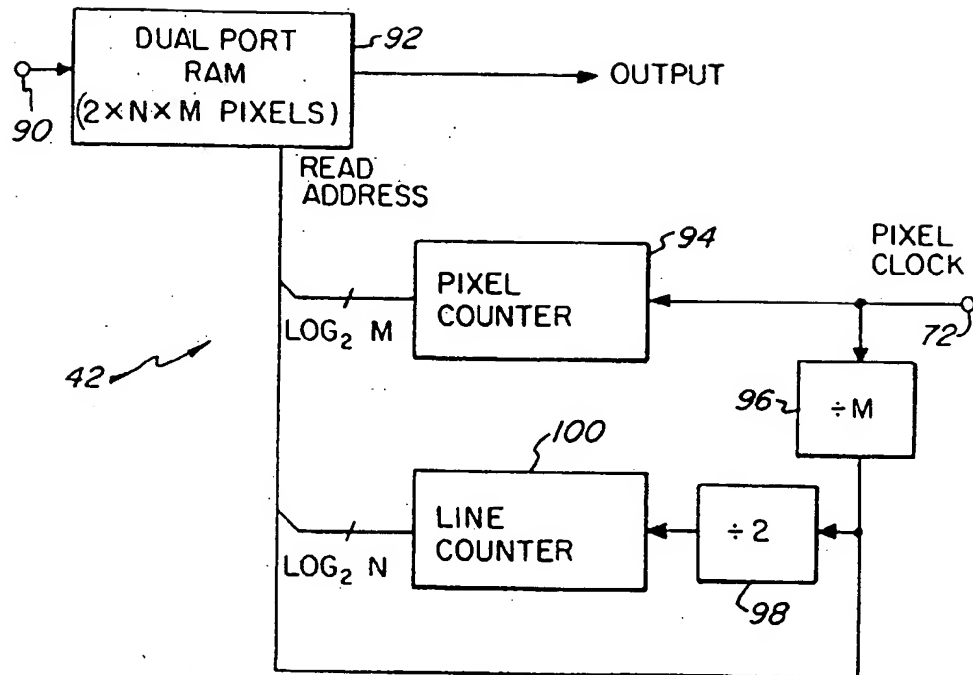 DUAL PORT
RAM
(2×N×M PIXELS)
92
OUTPUT
90
READ
ADDRESS
94
PIXEL
COUNTER
PIXEL
CLOCK
LOG₂ M
72
42
96
÷M
100
LINE
COUNTER
÷2
LOG₂ N
98